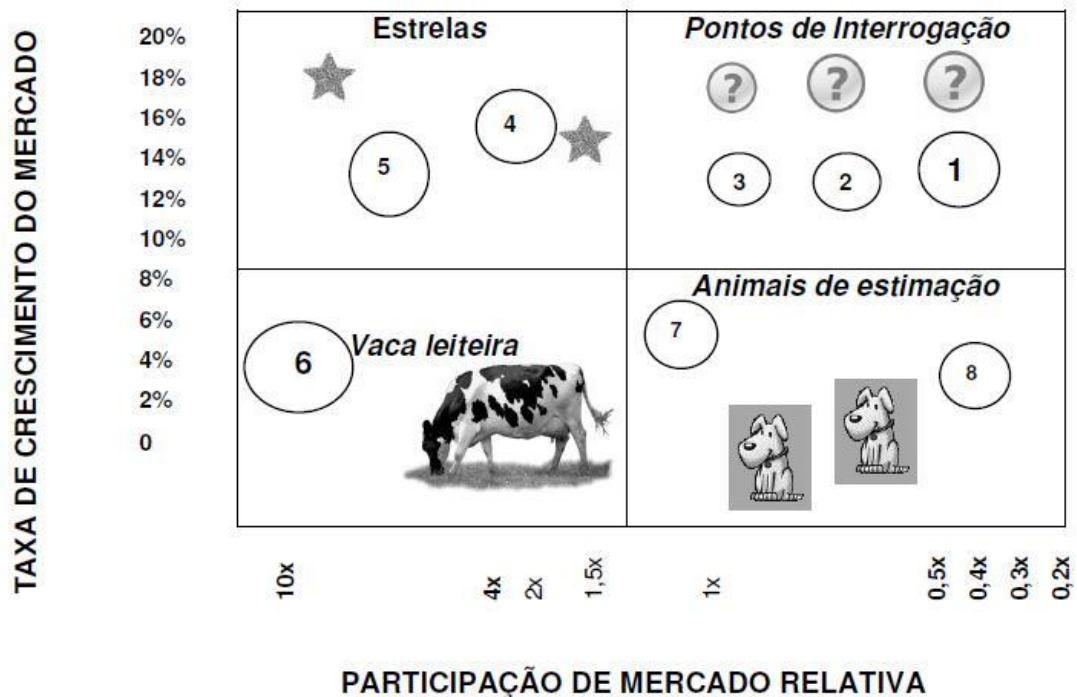 TAXA DE CRESCIMENTO DO MERCADO
20%
18%
16%
14%
12%
10%
8%
6%
4%
2%
0
Estrelas
4
5
Pontos de Interrogação
? ? ?
3 2 1
6
Vaca leiteira
Animais de estimação
7
8
10x 4x 2x 1,5x 1x 0,5x 0,4x 0,3x 0,2x
PARTICIPAÇÃO DE MERCADO RELATIVA